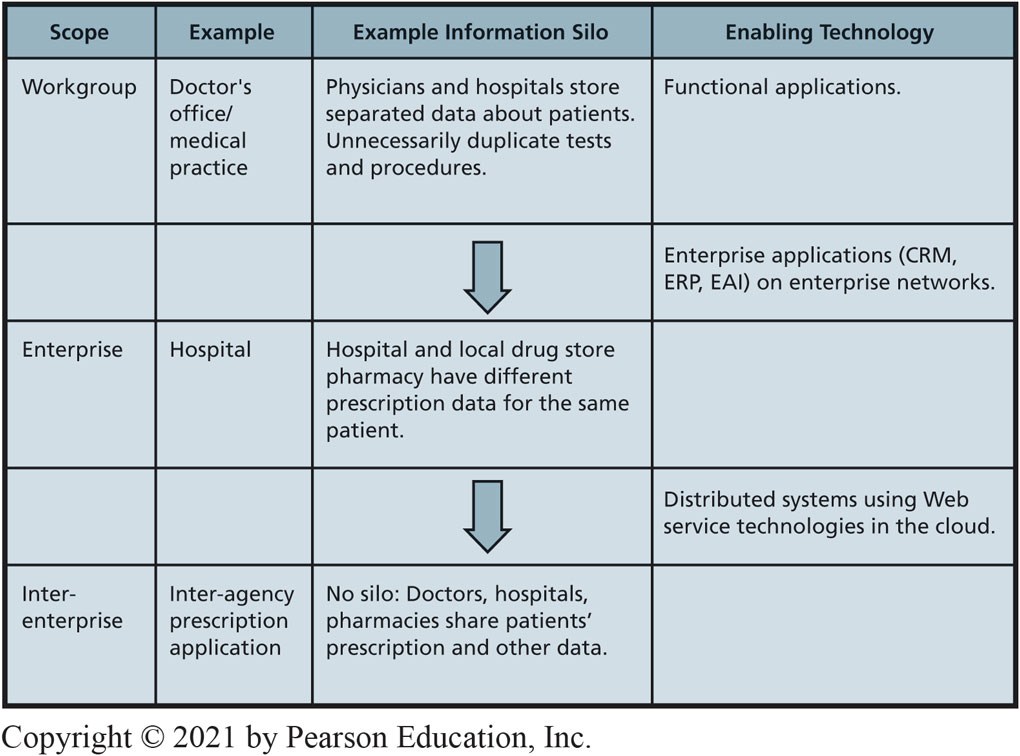 Scope Example Example Information Silo Enabling Technology
Workgroup
Doctor's
office/
medical
practice
Physicians and hospitals store
separated data about patients.
Unnecessarily duplicate tests
and procedures.
Functional applications.
Enterprise applications (CRM,
ERP, EAI) on enterprise networks.
Enterprise
Hospital
Hospital and local drug store
pharmacy have different
prescription data for the same
patient.
Distributed systems using Web
service technologies in the cloud.
Inter-
enterprise
Inter-agency
prescription
application
No silo: Doctors, hospitals,
pharmacies share patients’
prescription and other data.
Copyright © 2021 by Pearson Education, Inc.